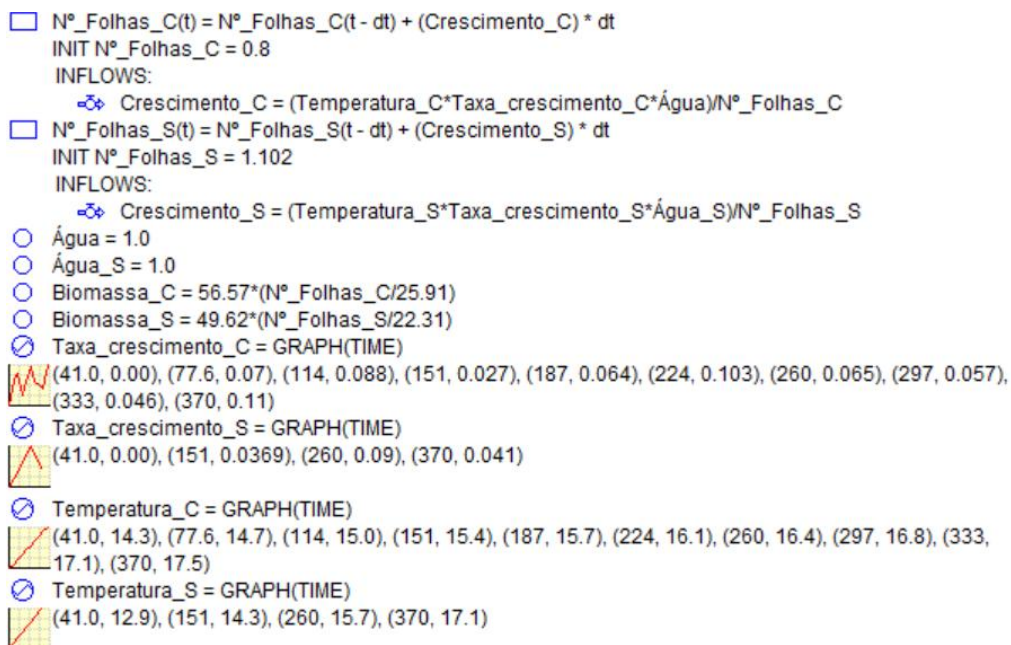 Nº_Folhas_C(t) = Nº_Folhas_C(t - dt) + (Crescimento_C) * dt
INIT Nº_Folhas_C = 0.8
INFLOWS:
Crescimento_C = (Temperatura_C*Taxa_crescimento_C*Água)/Nº_Folhas_C
Nº_Folhas_S(t) = Nº_Folhas_S(t - dt) + (Crescimento_S) * dt
INIT Nº_Folhas_S = 1.102
INFLOWS:
Crescimento_S = (Temperatura_S*Taxa_crescimento_S*Água_S)/Nº_Folhas_S
Água = 1.0
Água_S = 1.0
Biomassa_C = 56.57*(Nº_Folhas_C/25.91)
Biomassa_S = 49.62*(Nº_Folhas_S/22.31)
Taxa_crescimento_C = GRAPH(TIME)
(41.0, 0.00), (77.6, 0.07), (114, 0.088), (151, 0.027), (187, 0.064), (224, 0.103), (260, 0.065), (297, 0.057),
(333, 0.046), (370, 0.11)
Taxa_crescimento_S = GRAPH(TIME)
(41.0, 0.00), (151, 0.0369), (260, 0.09), (370, 0.041)
Temperatura_C = GRAPH(TIME)
(41.0, 14.3), (77.6, 14.7), (114, 15.0), (151, 15.4), (187, 15.7), (224, 16.1), (260, 16.4), (297, 16.8), (333,
17.1), (370, 17.5)
Temperatura_S = GRAPH(TIME)
(41.0, 12.9), (151, 14.3), (260, 15.7), (370, 17.1)